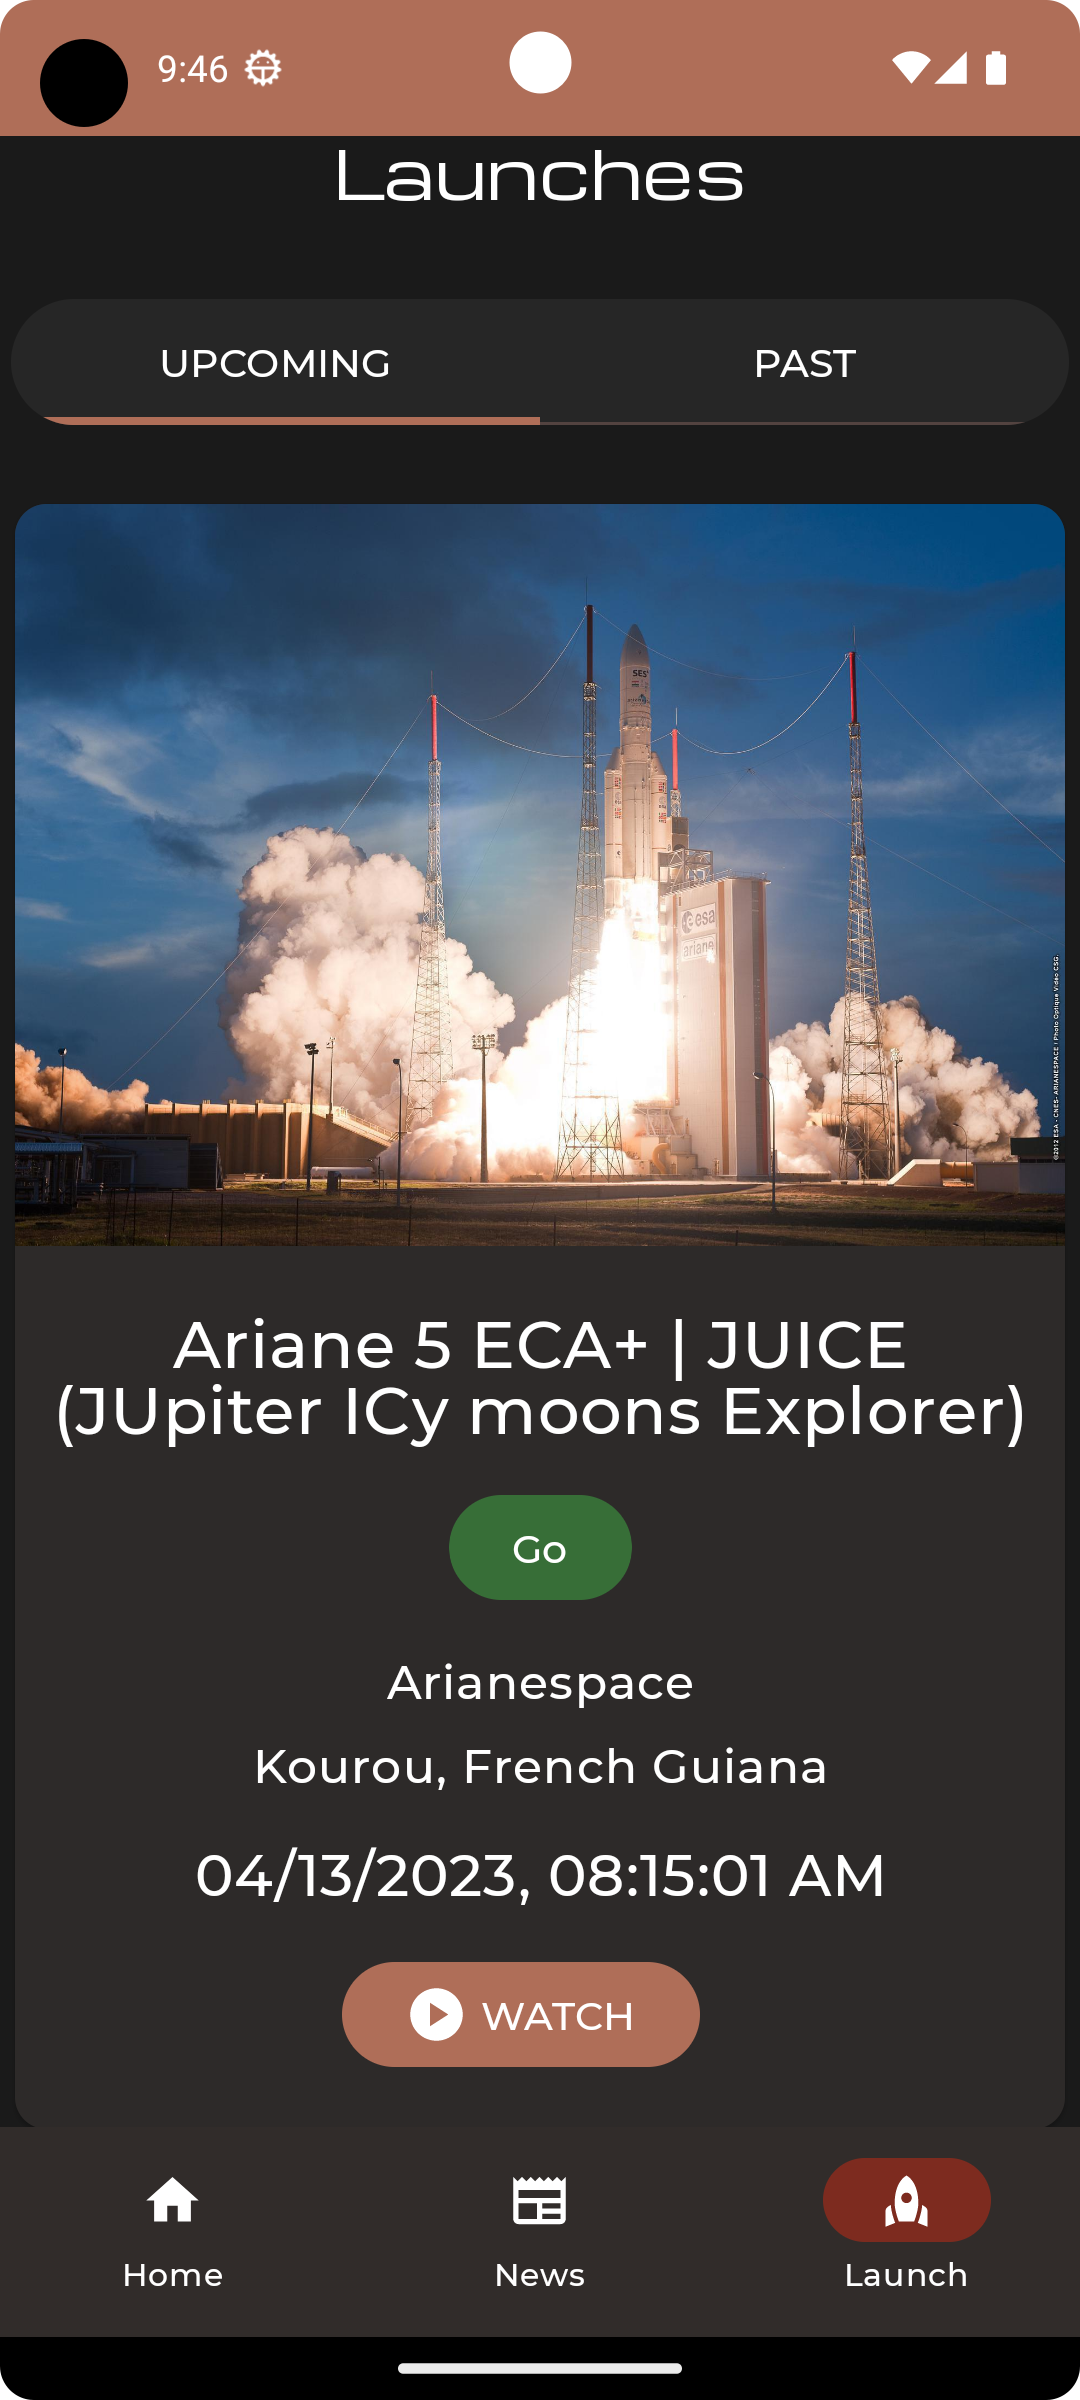 9:46
Launches
UPCOMING
PAST
SES
esa
ariane
©2012 ESA - CNES - ARIANESPACE / Photo Optique Video CSG
Ariane 5 ECA+ | JUICE
(JUpiter ICy moons Explorer)
Go
Arianespace
Kourou, French Guiana
04/13/2023, 08:15:01 AM
WATCH
Home
News
Launch